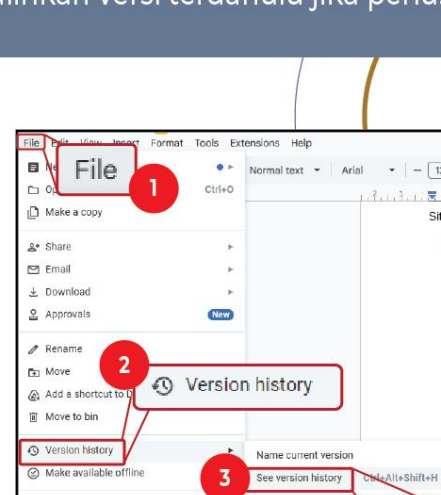 versi terdahulu jika
File Edit View Insert Format Tools Extensions Help
File
1
Normal text Arial
Ctrl+O
Make a copy
Share
Email
Download
Approvals New
Rename
2
Move
Version history
Add a shortcut to
Move to bin
Version history
Name current version
Make available offline
3
See version history Ctrl+Alt+Shift+H